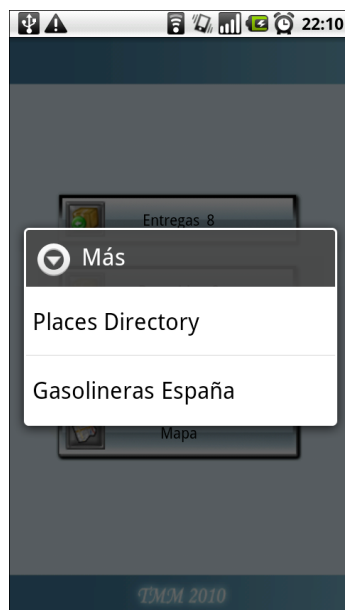 22:10
Entregas 8
Más
Places Directory
Gasolineras España
Mapa
TMM 2010